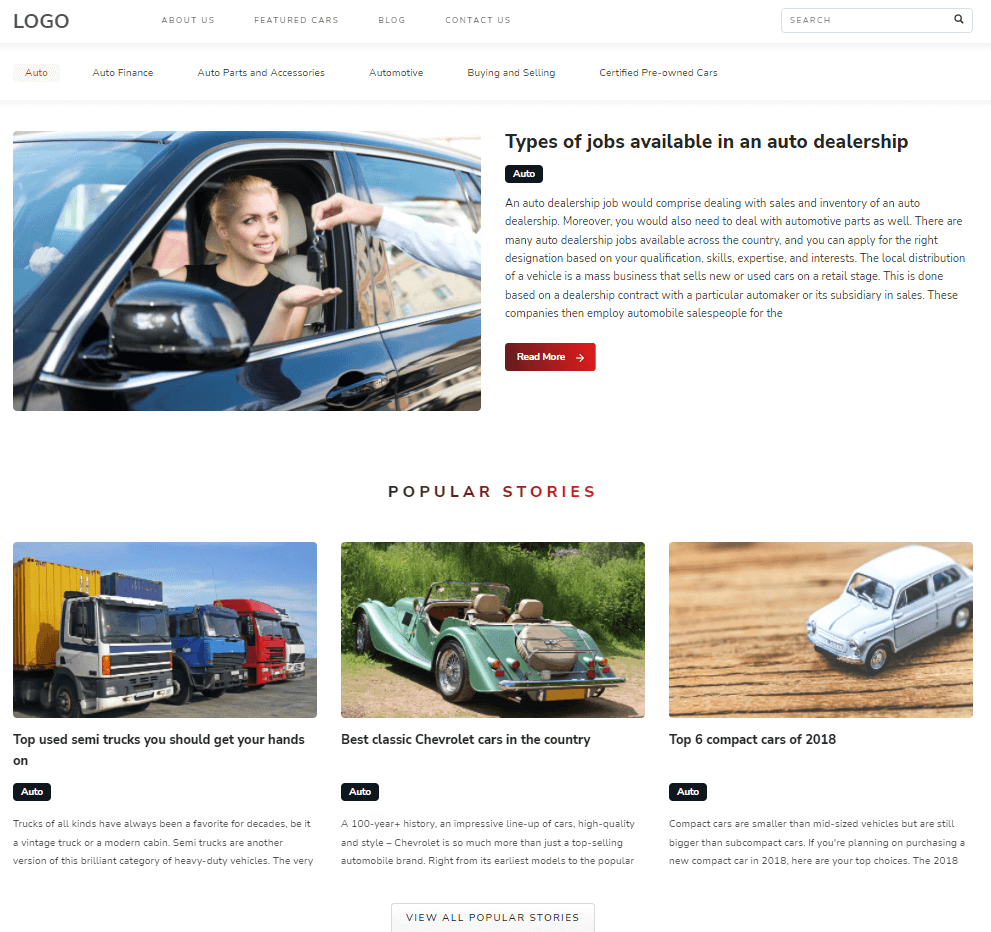 LOGO
ABOUT US
FEATURED CARS
BLOG
CONTACT US
SEARCH
Auto
Auto Finance
Auto Parts and Accessories
Automotive
Buying and Selling
Certified Pre-owned Cars
Types of jobs available in an auto dealership
Auto
An auto dealership job would comprise dealing with sales and inventory of an auto
dealership. Moreover, you would also need to deal with automotive parts as well. There are
many auto dealership jobs available across the country, and you can apply for the right
designation based on your qualification, skills, expertise, and interests. The local distribution
of a vehicle is a mass business that sells new or used cars on a retail stage. This is done
based on a dealership contract with a particular automaker or its subsidiary in sales. These
companies then employ automobile salespeople for the
Read More
POPULAR STORIES
Top used semi trucks you should get your hands
on
Auto
Trucks of all kinds have always been a favorite for decades, be it
a vintage truck or a modern cabin. Semi trucks are another
version of this brilliant category of heavy-duty vehicles. The very
Best classic Chevrolet cars in the country
Auto
A 100-year+ history, an impressive line-up of cars, high-quality
and style – Chevrolet is so much more than just a top-selling
automobile brand. Right from its earliest models to the popular
Top 6 compact cars of 2018
Auto
Compact cars are smaller than mid-sized vehicles but are still
bigger than subcompact cars. If you're planning on purchasing a
new compact car in 2018, here are your top choices. The 2018
VIEW ALL POPULAR STORIES